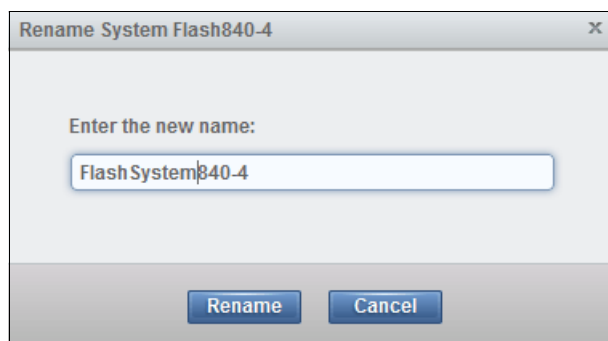 Rename System Flash840-4 x
Enter the new name:
FlashSystem840-4
Rename Cancel